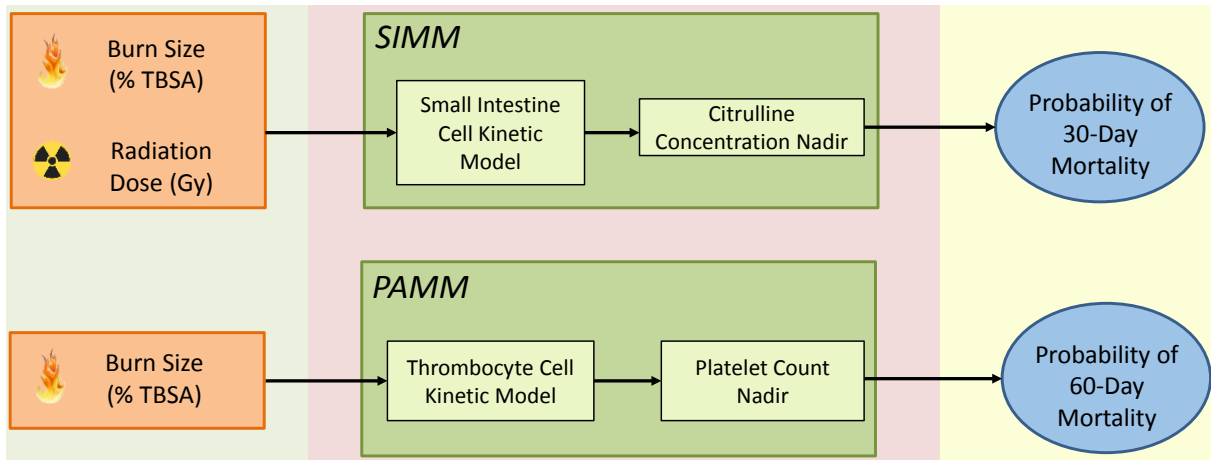 Burn Size
(% TBSA)
Radiation
Dose (Gy)
SIMM
Small Intestine
Cell Kinetic
Model
Citrulline
Concentration Nadir
Probability of
30-Day
Mortality
Burn Size
(% TBSA)
PAMM
Thrombocyte Cell
Kinetic Model
Platelet Count
Nadir
Probability of
60-Day
Mortality